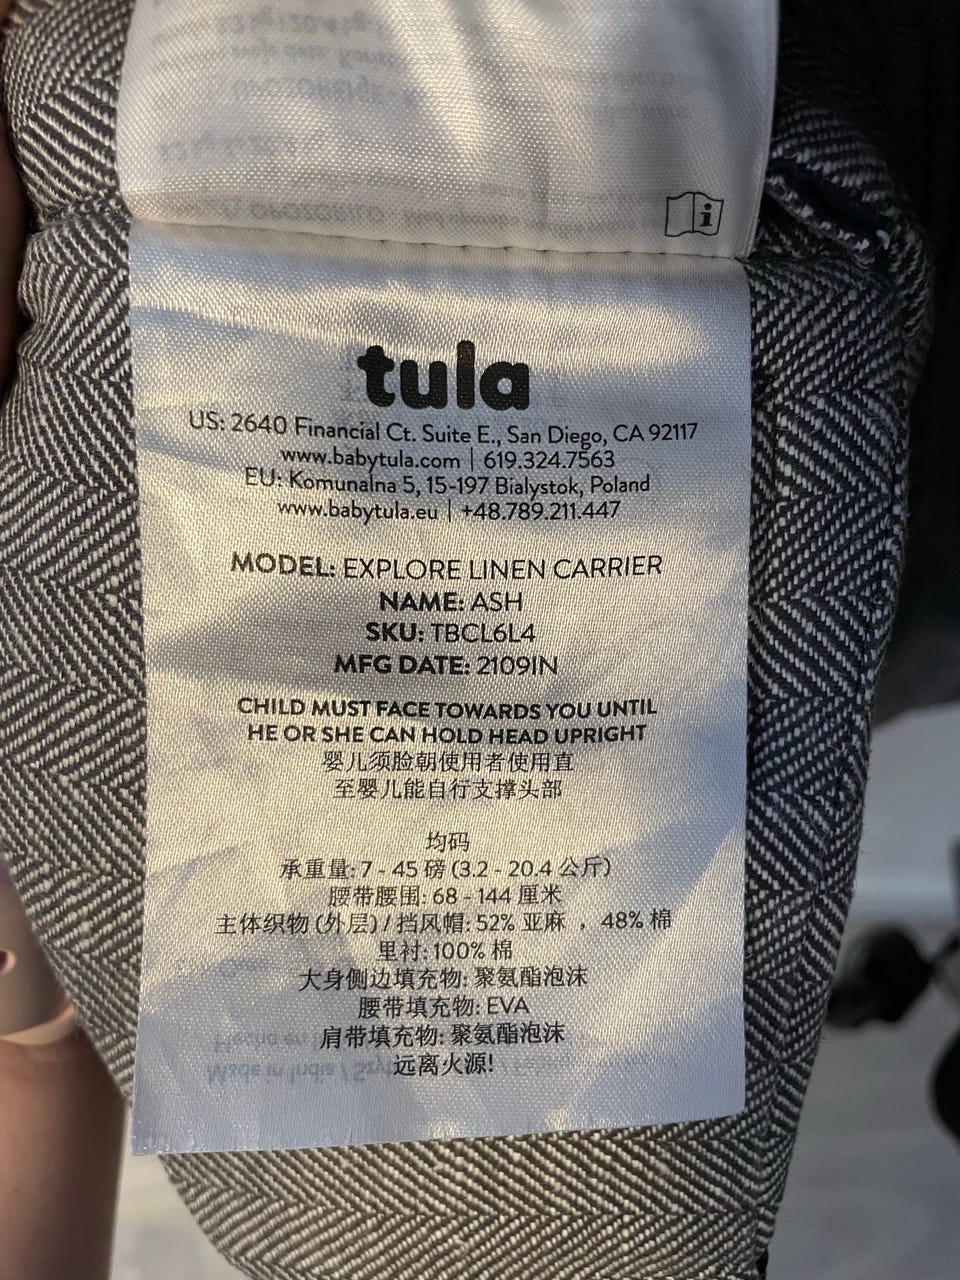 tula
US: 2640 Financial Ct. Suite E., San Diego, CA 92117
www.babytula.com | 619.324.7563
EU: Komunalna 5, 15-197 Bialystok, Poland
www.babytula.eu | +48.789.211.447
MODEL: EXPLORE LINEN CARRIER
NAME: ASH
SKU: TBCL6L4
MFG DATE: 2109IN
CHILD MUST FACE TOWARDS YOU UNTIL
HE OR SHE CAN HOLD HEAD UPRIGHT
婴儿须脸朝使用者使用直
至婴儿能自行支撑头部
均码
承重量: 7 - 45 磅 (3.2 - 20.4 公斤)
腰带腰围: 68 - 144 厘米
主体织物 (外层) / 挡风帽: 52% 亚麻 ， 48% 棉
里衬: 100% 棉
大身侧边填充物: 聚氨酯泡沫
腰带填充物: EVA
肩带填充物: 聚氨酯泡沫
远离火源!